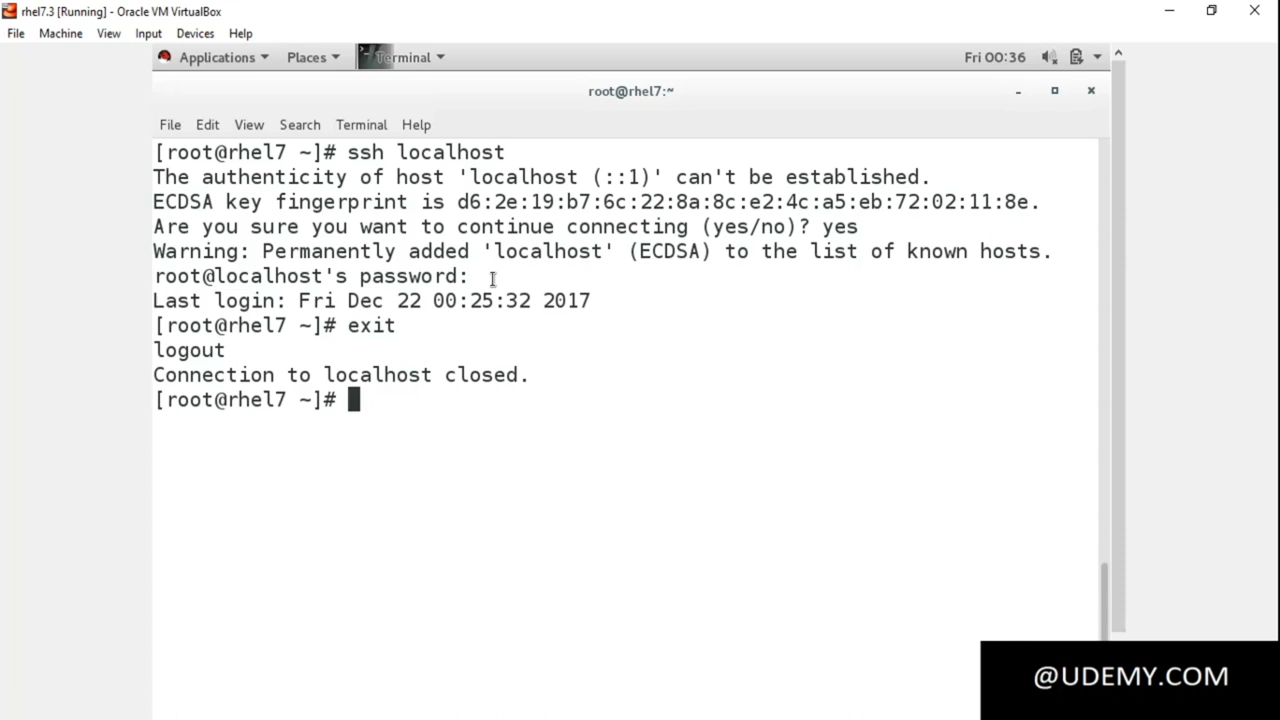 rhel7.3 [Running] - Oracle VM VirtualBox
File Machine View Input Devices Help
Applications Places Terminal Fri 00:36
root@rhel7:~
File Edit View Search Terminal Help
[root@rhel7 ~]# ssh localhost
The authenticity of host 'localhost (::1)' can't be established.
ECDSA key fingerprint is d6:2e:19:b7:6c:22:8a:8c:e2:4c:a5:eb:72:02:11:8e.
Are you sure you want to continue connecting (yes/no)? yes
Warning: Permanently added 'localhost' (ECDSA) to the list of known hosts.
root@localhost's password:
Last login: Fri Dec 22 00:25:32 2017
[root@rhel7 ~]# exit
logout
Connection to localhost closed.
[root@rhel7 ~]#
@UDEMY.COM